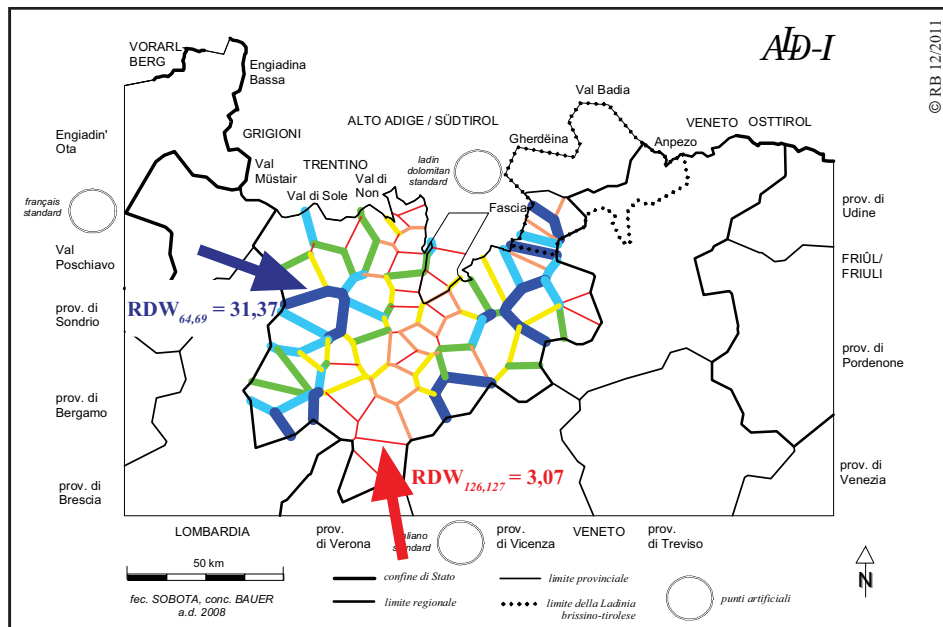 VORARL
BERG
Engiadina
Bassa
ALD-I
© RB 12/2011
Val Badia
Engiadin'
Ota
GRIGIONI
ALTO ADIGE / SÜDTIROL
Gherdëina
Anpezo
VENETO
OSTTIROL
Val
Müstair
TRENTINO
Val di Sole
Val di
Non
ladin
dolomitan
standard
français
standard
Fascia
prov. di
Udine
Val
Poschiavo
FRIÛL/
FRIULI
prov. di
Sondrio
RDW64,69 = 31,37
prov. di
Pordenone
prov. di
Bergamo
RDW126,127 = 3,07
prov. di
Brescia
prov. di
Venezia
LOMBARDIA
prov.
di Verona
standard
prov.
di Vicenza
VENETO
prov.
di Treviso
50 km
fec. SOBOTA, conc. BAUER
a.d. 2008
confine di Stato
limite regionale
limite provinciale
limite della Ladinia
brissino-tirolese
punti artificiali
N